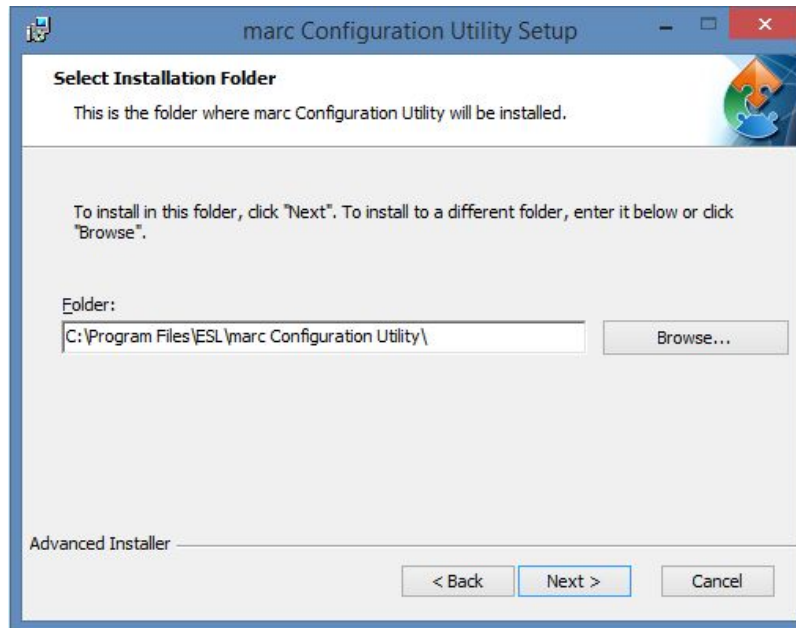 marc Configuration Utility Setup
Select Installation Folder
This is the folder where marc Configuration Utility will be installed.
To install in this folder, click "Next". To install to a different folder, enter it below or click
"Browse".
Folder:
C:\Program Files\ESL\marc Configuration Utility\
Browse...
Advanced Installer
< Back
Next >
Cancel